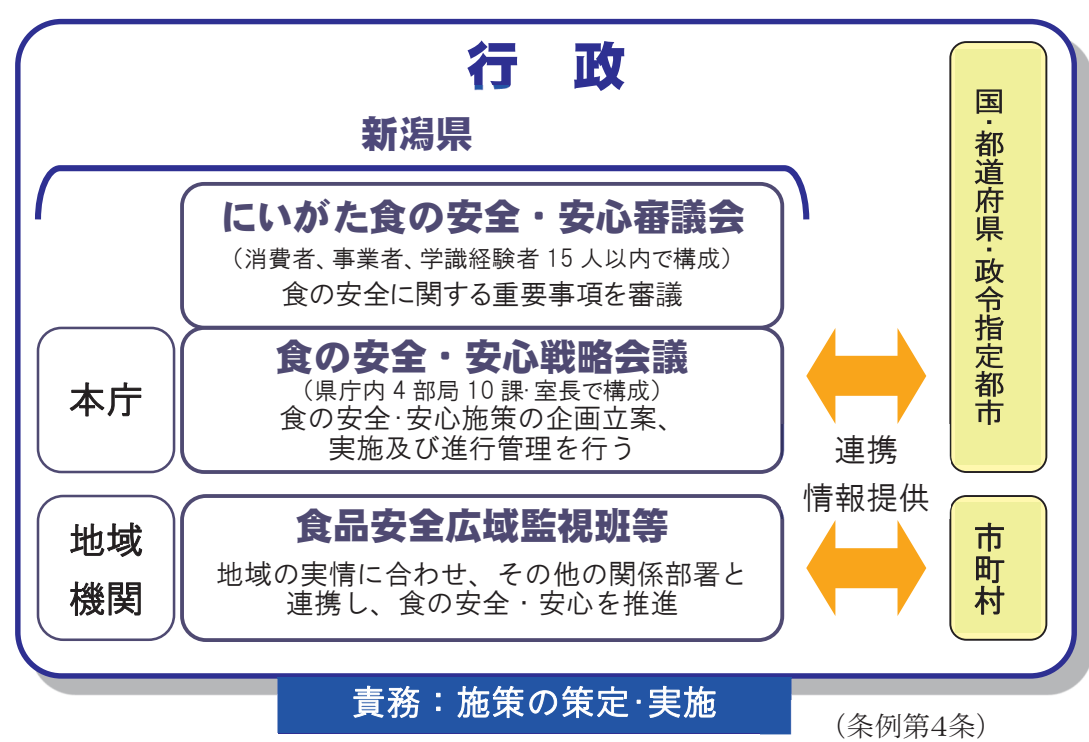 行　政
新潟県
にいがた食の安全・安心審議会
（消費者、事業者、学識経験者 15 人以内で構成）
食の安全に関する重要事項を審議
本庁
食の安全・安心戦略会議
（県庁内 4 部局 10 課･室長で構成）
食の安全･安心施策の企画立案、
実施及び進行管理を行う
地域
機関
食品安全広域監視班等
地域の実情に合わせ、その他の関係部署と
連携し、食の安全・安心を推進
連携
情報提供
国･都道府県･政令指定都市
市町村
責務：施策の策定･実施
（条例第4条）